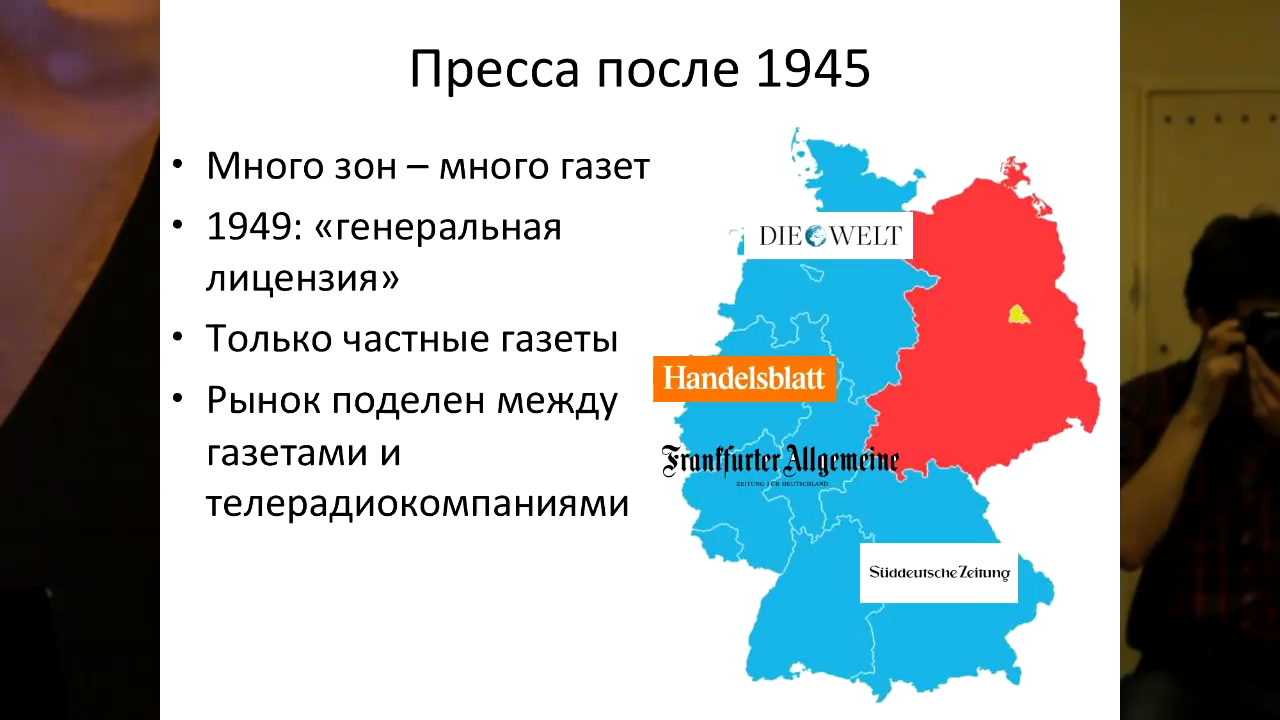 Пресса после 1945
• Много зон – много газет
• 1949: «генеральная
лицензия»
• Только частные газеты
• Рынок поделен между
газетами и
телерадиокомпаниями
DIE WELT
Handelsblatt
Frankfurter Allgemeine
ZEITUNG FÜR DEUTSCHLAND
Süddeutsche Zeitung